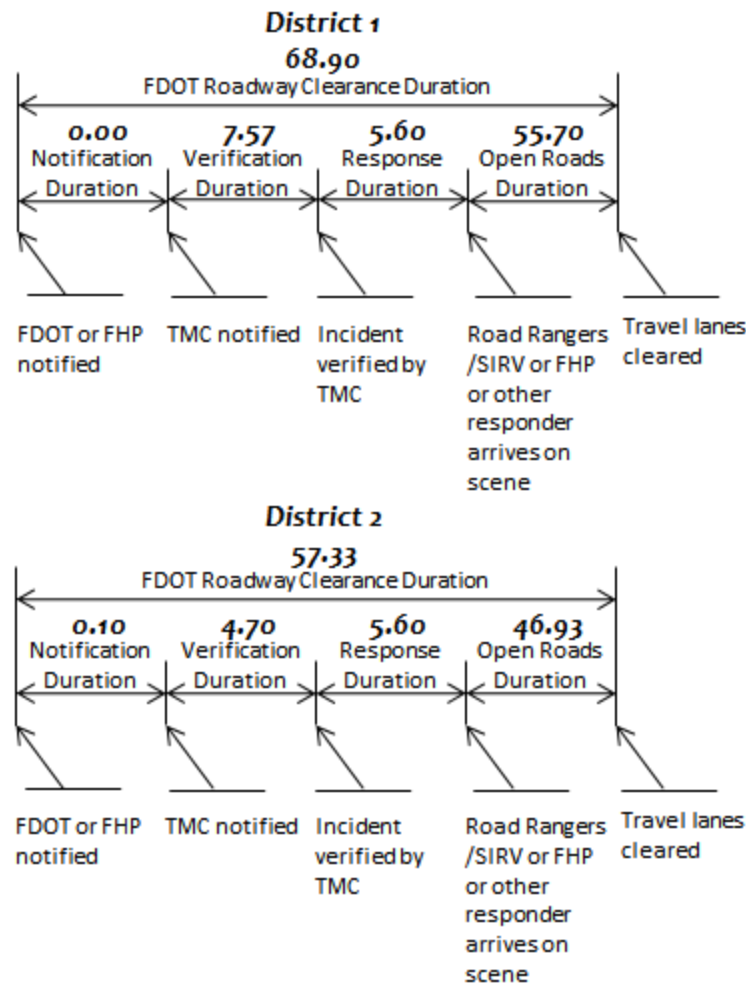 District 1
68.90
FDOT Roadway Clearance Duration
0.00 7.57 5.60 55.70
Notification Verification Response Open Roads
Duration Duration Duration Duration
FDOT or FHP TMC notified Incident Road Rangers Travel lanes
notified verified by /SIRV or FHP cleared
TMC or other
responder
arrives on
scene
District 2
57.33
FDOT Roadway Clearance Duration
0.10 4.70 5.60 46.93
Notification Verification Response Open Roads
Duration Duration Duration Duration
FDOT or FHP TMC notified Incident Road Rangers Travel lanes
notified verified by /SIRV or FHP cleared
TMC or other
responder
arrives on
scene